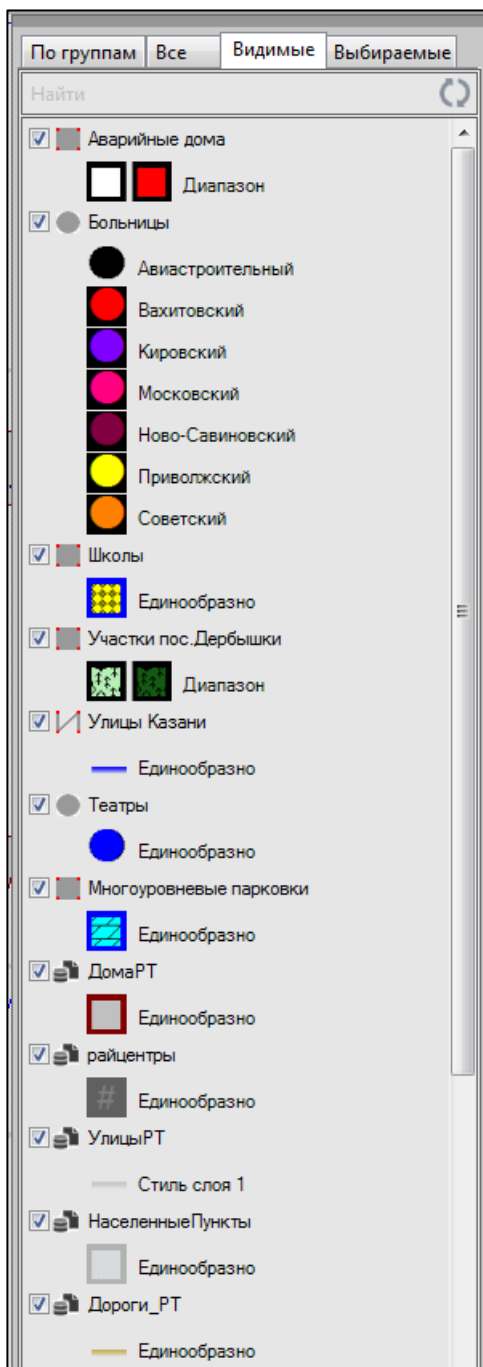 По группам Все Видимые Выбираемые
Найти
Аварийные дома
Диапазон
Больницы
Авиастроительный
Вахитовский
Кировский
Московский
Ново-Савиновский
Приволжский
Советский
Школы
Единообразно
Участки пос.Дербышки
Диапазон
Улицы Казани
Единообразно
Театры
Единообразно
Многоуровневые парковки
Единообразно
ДомаРТ
Единообразно
райцентры
#
Единообразно
УлицыРТ
Стиль слоя 1
НаселенныеПункты
Единообразно
Дороги_РТ
Единообразно